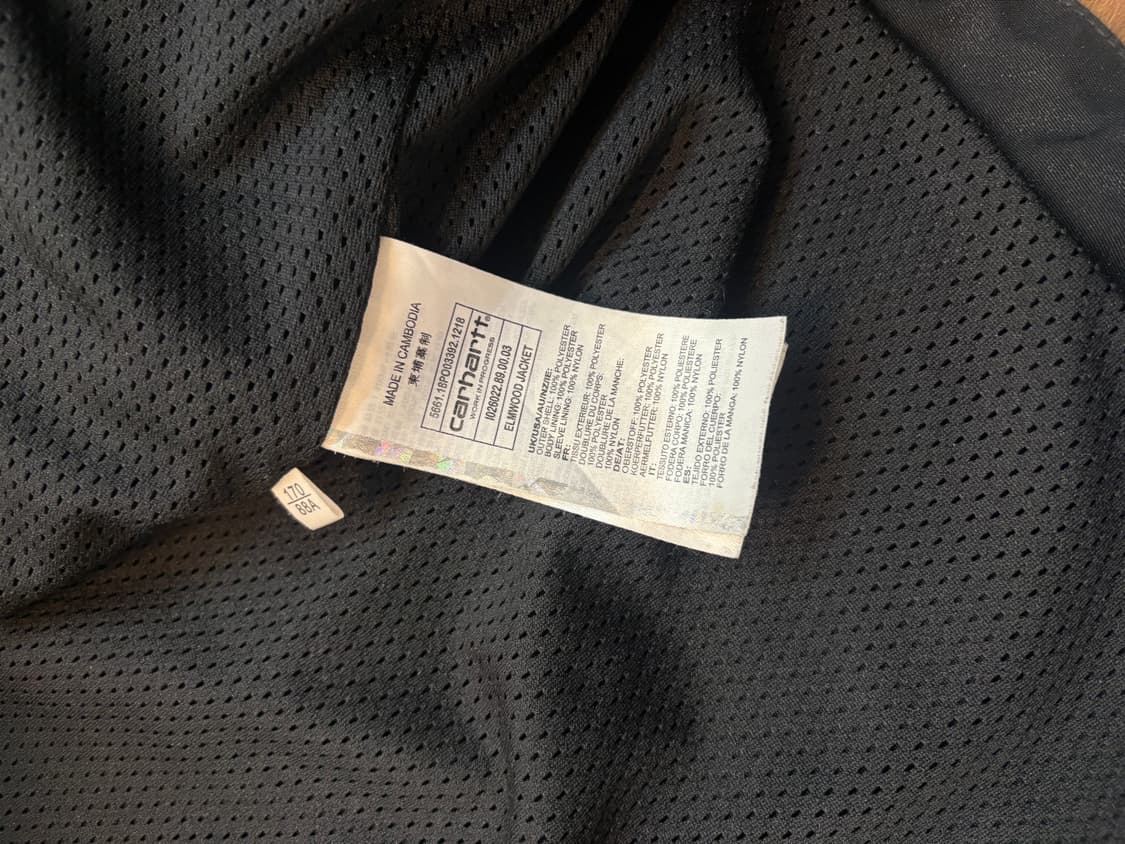 MADE IN CAMBODIA
柬埔寨制
5661.18PO03392.1218
carhartt®
WORK IN PROGRESS
I026022.89.00.03
ELMWOOD JACKET
UK/USA/AU/NZ/IE:
OUTER SHELL: 100% POLYESTER
BODY LINING: 100% POLYESTER
SLEEVE LINING: 100% NYLON
FR:
TISSU EXTERIEUR: 100% POLYESTER
DOUBLURE DU CORPS:
100% POLYESTER
DOUBLURE DE LA MANCHE:
100% NYLON
DE/AT:
OBERSTOFF: 100% POLYESTER
KOERPERFUTTER: 100% POLYESTER
AERMELFUTTER: 100% NYLON
IT:
TESSUTO ESTERNO: 100% POLIESTERE
FODERA CORPO: 100% POLIESTERE
FODERA MANICA: 100% NYLON
ES:
TEJIDO EXTERNO: 100% POLIESTER
FORRO DEL CUERPO:
100% POLIESTER
FORRO DE LA MANGA: 100% NYLON
170
88A